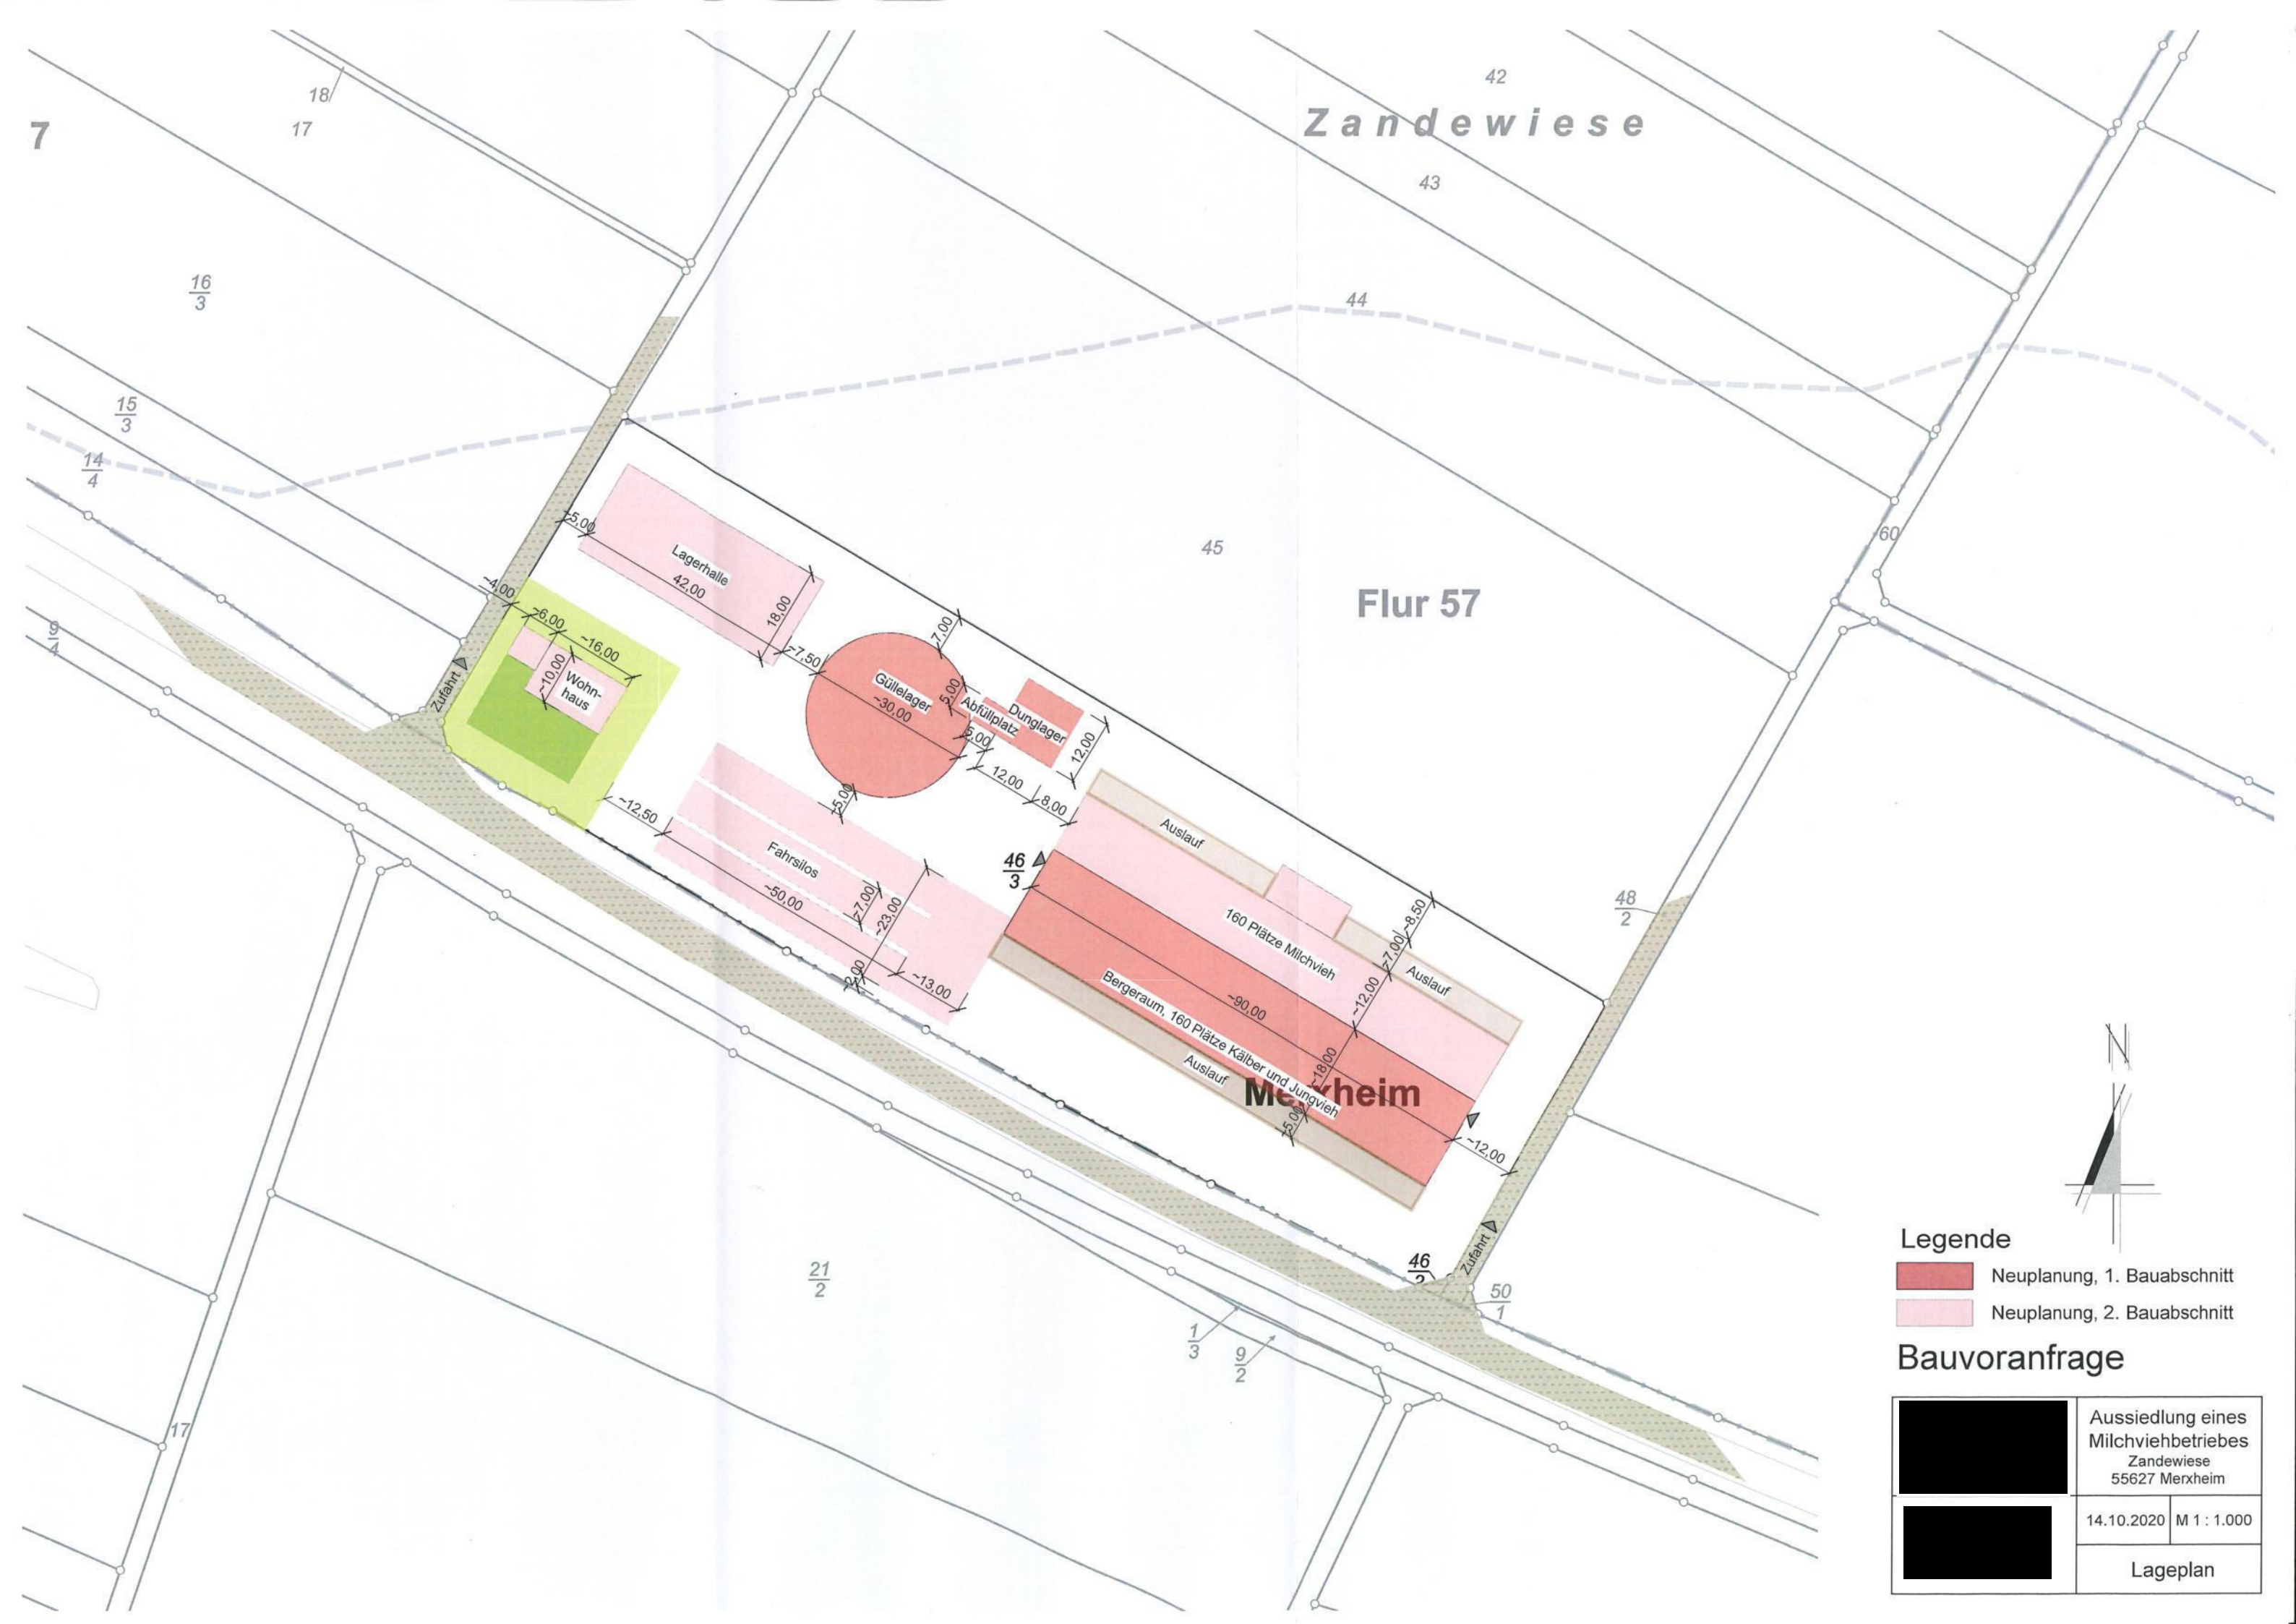 42
Zandewiese
18
17
7
43
16
3
44
15
3
14
4
45
60
Flur 57
~5,00
Lagerhalle
42,00
18,00
~4,00
~6,00
~16,00
~10,00
Wohn-
haus
Zufahrt
9
4
~7,50
7,00
Güllelager
~30,00
5,00
Abfüllplatz
Dunglager
5,00
12,00
12,00
8,00
~5,00
~12,50
Fahrsilos
~50,00
~7,00
~23,00
~13,00
46
3
Auslauf
160 Plätze Milchvieh
~8,50
~7,00
Auslauf
~12,00
~90,00
Bergeraum, 160 Plätze Kälber und Jungvieh
~18,00
Auslauf
Merxheim
~5,00
~12,00
48
2
Zufahrt
46
2
50
1
21
2
1
3
9
2
17
N
Legende
Neuplanung, 1. Bauabschnitt
Neuplanung, 2. Bauabschnitt
Bauvoranfrage
Aussiedlung eines
Milchviehbetriebes
Zandewiese
55627 Merxheim
14.10.2020 M 1 : 1.000
Lageplan